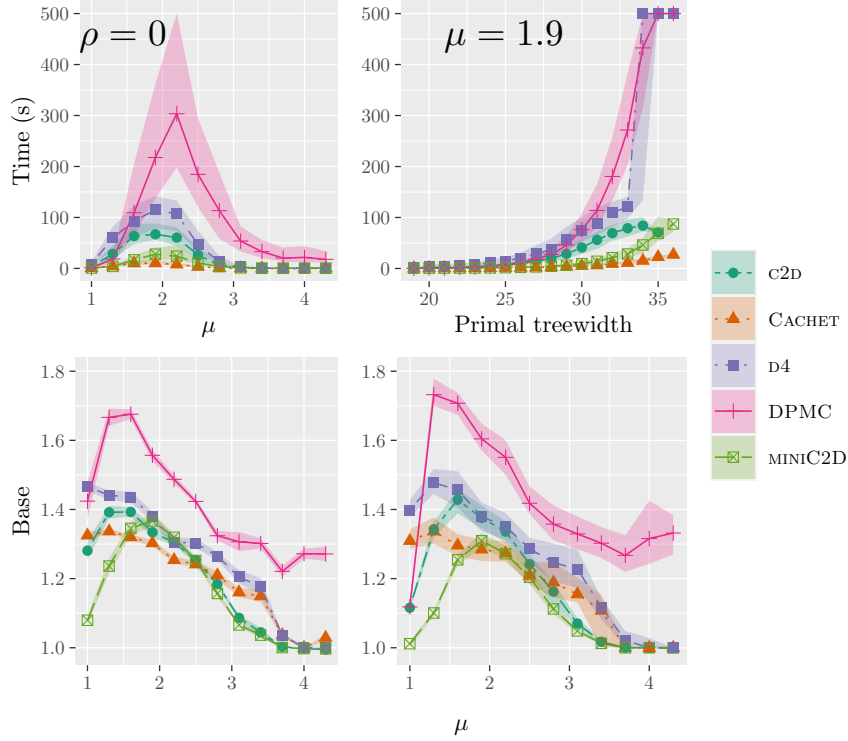 ρ = 0
μ = 1.9
500
400
300
200
100
0
Time (s)
1 2 3 4
μ
500
400
300
200
100
0
20 25 30 35
Primal treewidth
C2D
CACHET
D4
DPMC
MINIC2D
1.8
1.6
1.4
1.2
1.0
Base
1 2 3 4
1.8
1.6
1.4
1.2
1.0
1 2 3 4
μ